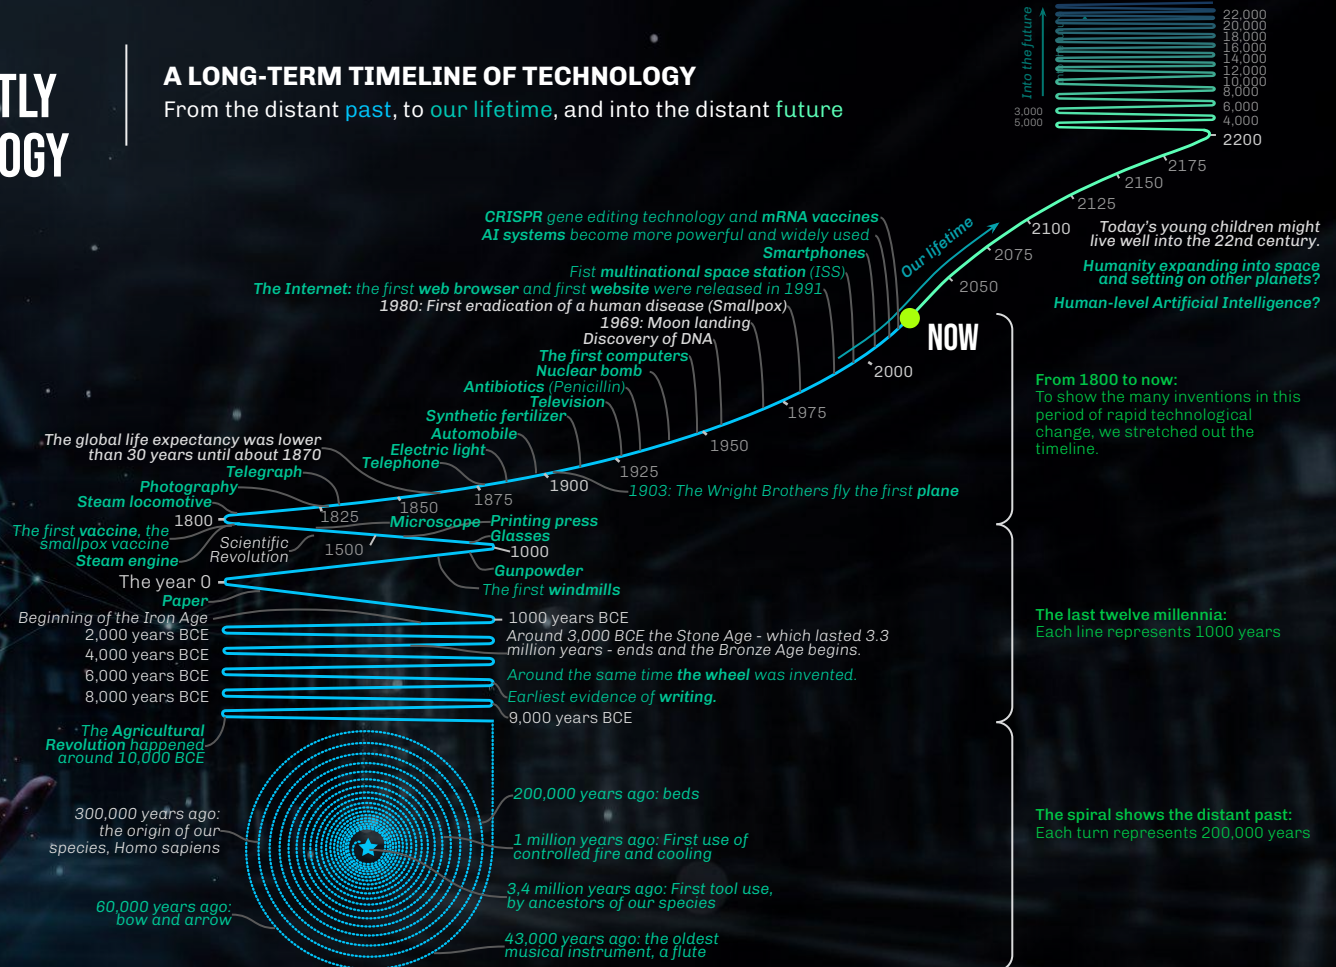 TLY
OGY
A LONG-TERM TIMELINE OF TECHNOLOGY
From the distant past, to our lifetime, and into the distant future
Into the future
22,000
20,000
18,000
16,000
14,000
12,000
10,000
8,000
6,000
4,000
3,000
5,000
2200
2175
2150
2125
2100
2075
2050
Today's young children might
live well into the 22nd century.
Humanity expanding into space
and setting on other planets?
Human-level Artificial Intelligence?
Our lifetime
NOW
CRISPR gene editing technology and mRNA vaccines
AI systems become more powerful and widely used
Smartphones
Fist multinational space station (ISS)
The Internet: the first web browser and first website were released in 1991
1980: First eradication of a human disease (Smallpox)
1969: Moon landing
Discovery of DNA
The first computers
Nuclear bomb
Antibiotics (Penicillin)
Television
Synthetic fertilizer
Automobile
Electric light
Telephone
The global life expectancy was lower
than 30 years until about 1870
Telegraph
Photography
Steam locomotive
1800
The first vaccine, the
smallpox vaccine
Steam engine
2000
1975
1950
1925
1900
1875
1850
1825
1903: The Wright Brothers fly the first plane
Scientific
Revolution
1500
Microscope
Printing press
Glasses
1000
Gunpowder
The first windmills
The year 0
Paper
Beginning of the Iron Age
2,000 years BCE
4,000 years BCE
6,000 years BCE
8,000 years BCE
1000 years BCE
Around 3,000 BCE the Stone Age - which lasted 3.3
million years - ends and the Bronze Age begins.
Around the same time the wheel was invented.
Earliest evidence of writing.
9,000 years BCE
The Agricultural
Revolution happened
around 10,000 BCE
300,000 years ago:
the origin of our
species, Homo sapiens
60,000 years ago:
bow and arrow
200,000 years ago: beds
1 million years ago: First use of
controlled fire and cooling
3,4 million years ago: First tool use,
by ancestors of our species
43,000 years ago: the oldest
musical instrument, a flute
From 1800 to now:
To show the many inventions in this
period of rapid technological
change, we stretched out the
timeline.
The last twelve millennia:
Each line represents 1000 years
The spiral shows the distant past:
Each turn represents 200,000 years